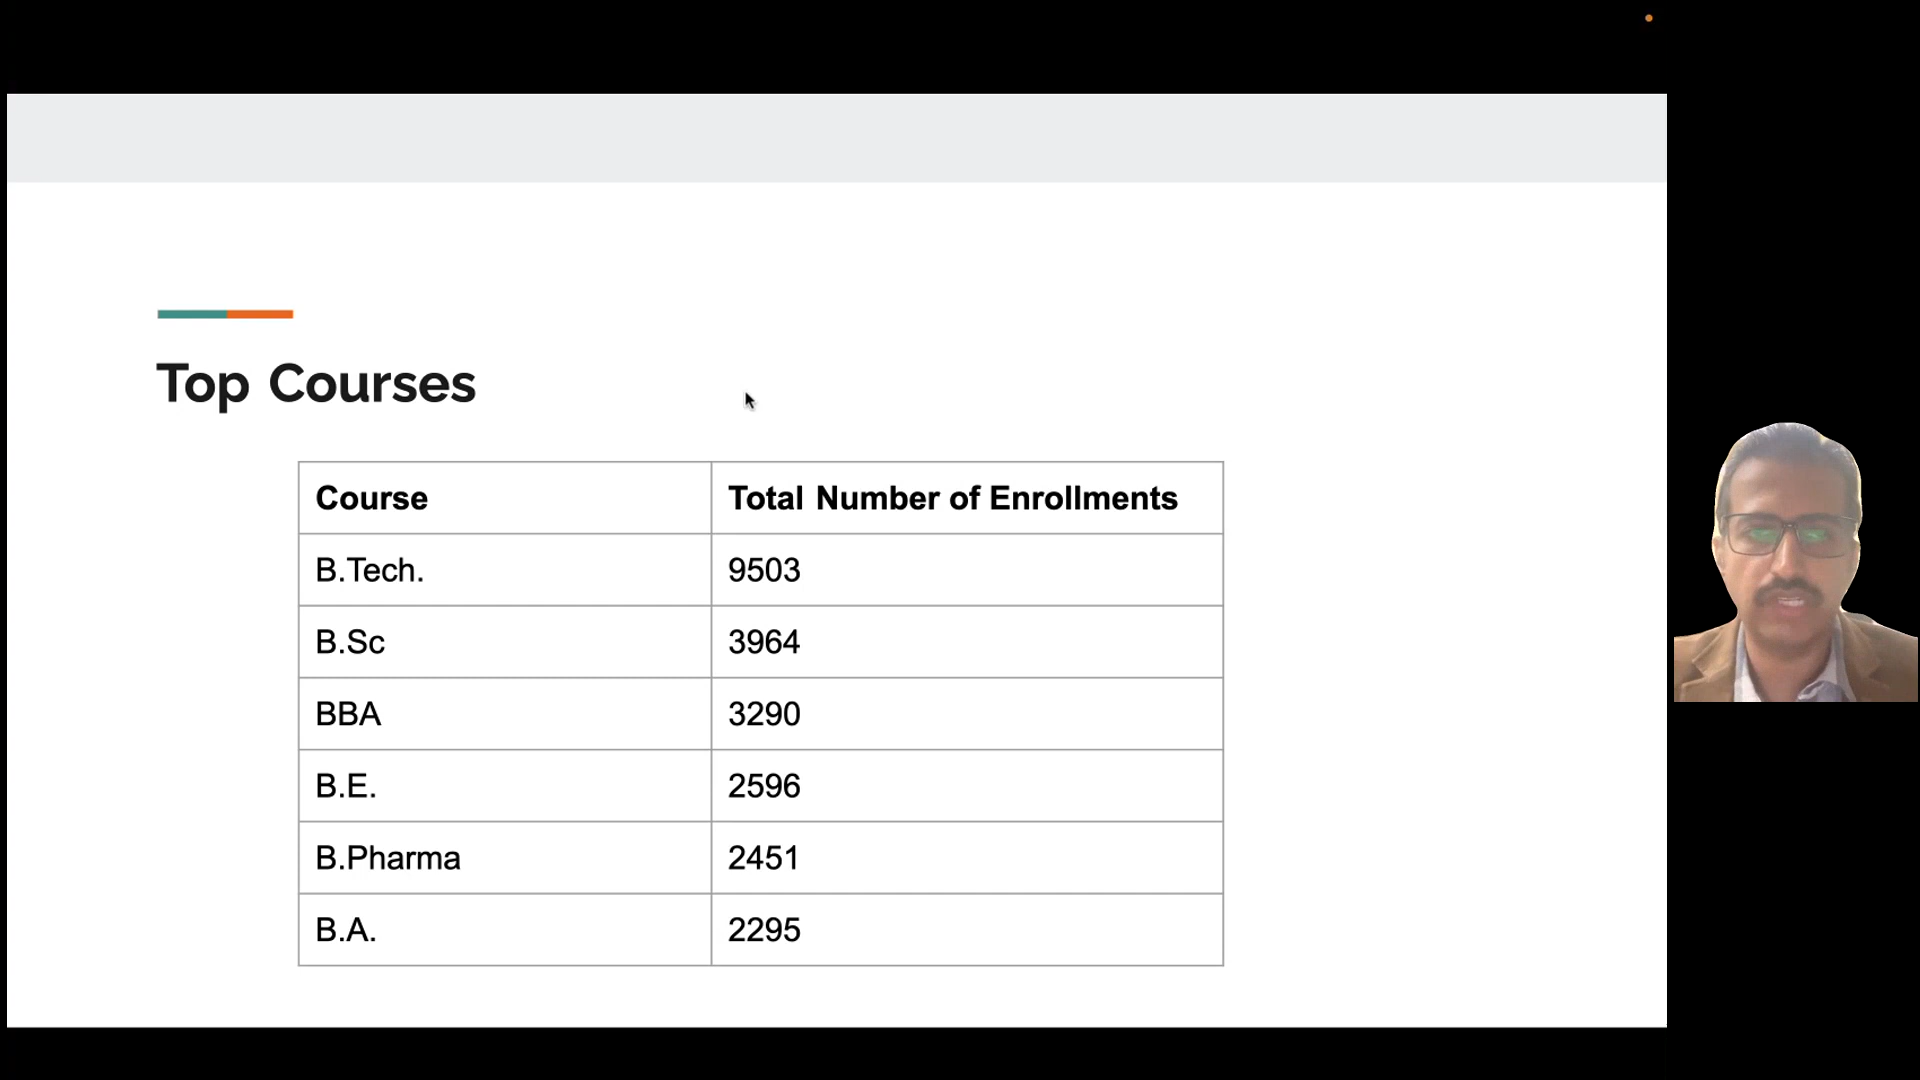 Top Courses
Course Total Number of Enrollments
B.Tech. 9503
B.Sc 3964
BBA 3290
B.E. 2596
B.Pharma 2451
B.A. 2295